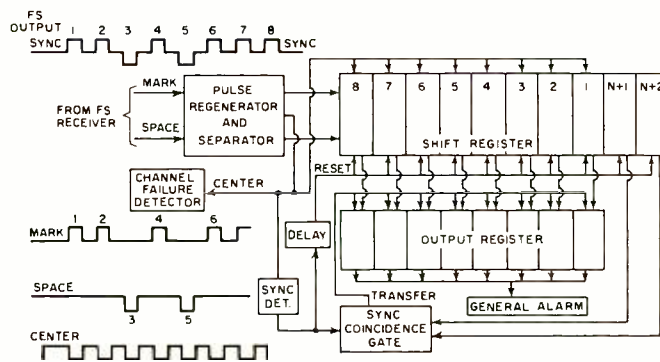 FS
OUTPUT
1 2 3 4 5 6 7 8
SYNC SYNC
MARK
FROM FS
RECEIVER
SPACE
PULSE
REGENERATOR
AND
SEPARATOR
8 7 6 5 4 3 2 1 N+1 N+2
SHIFT REGISTER
RESET
CENTER
CHANNEL
FAILURE
DETECTOR
1 2 4 6
MARK
DELAY
OUTPUT REGISTER
SPACE
3 5
SYNC
DET.
TRANSFER
GENERAL ALARM
SYNC
COINCIDENCE
GATE
CENTER